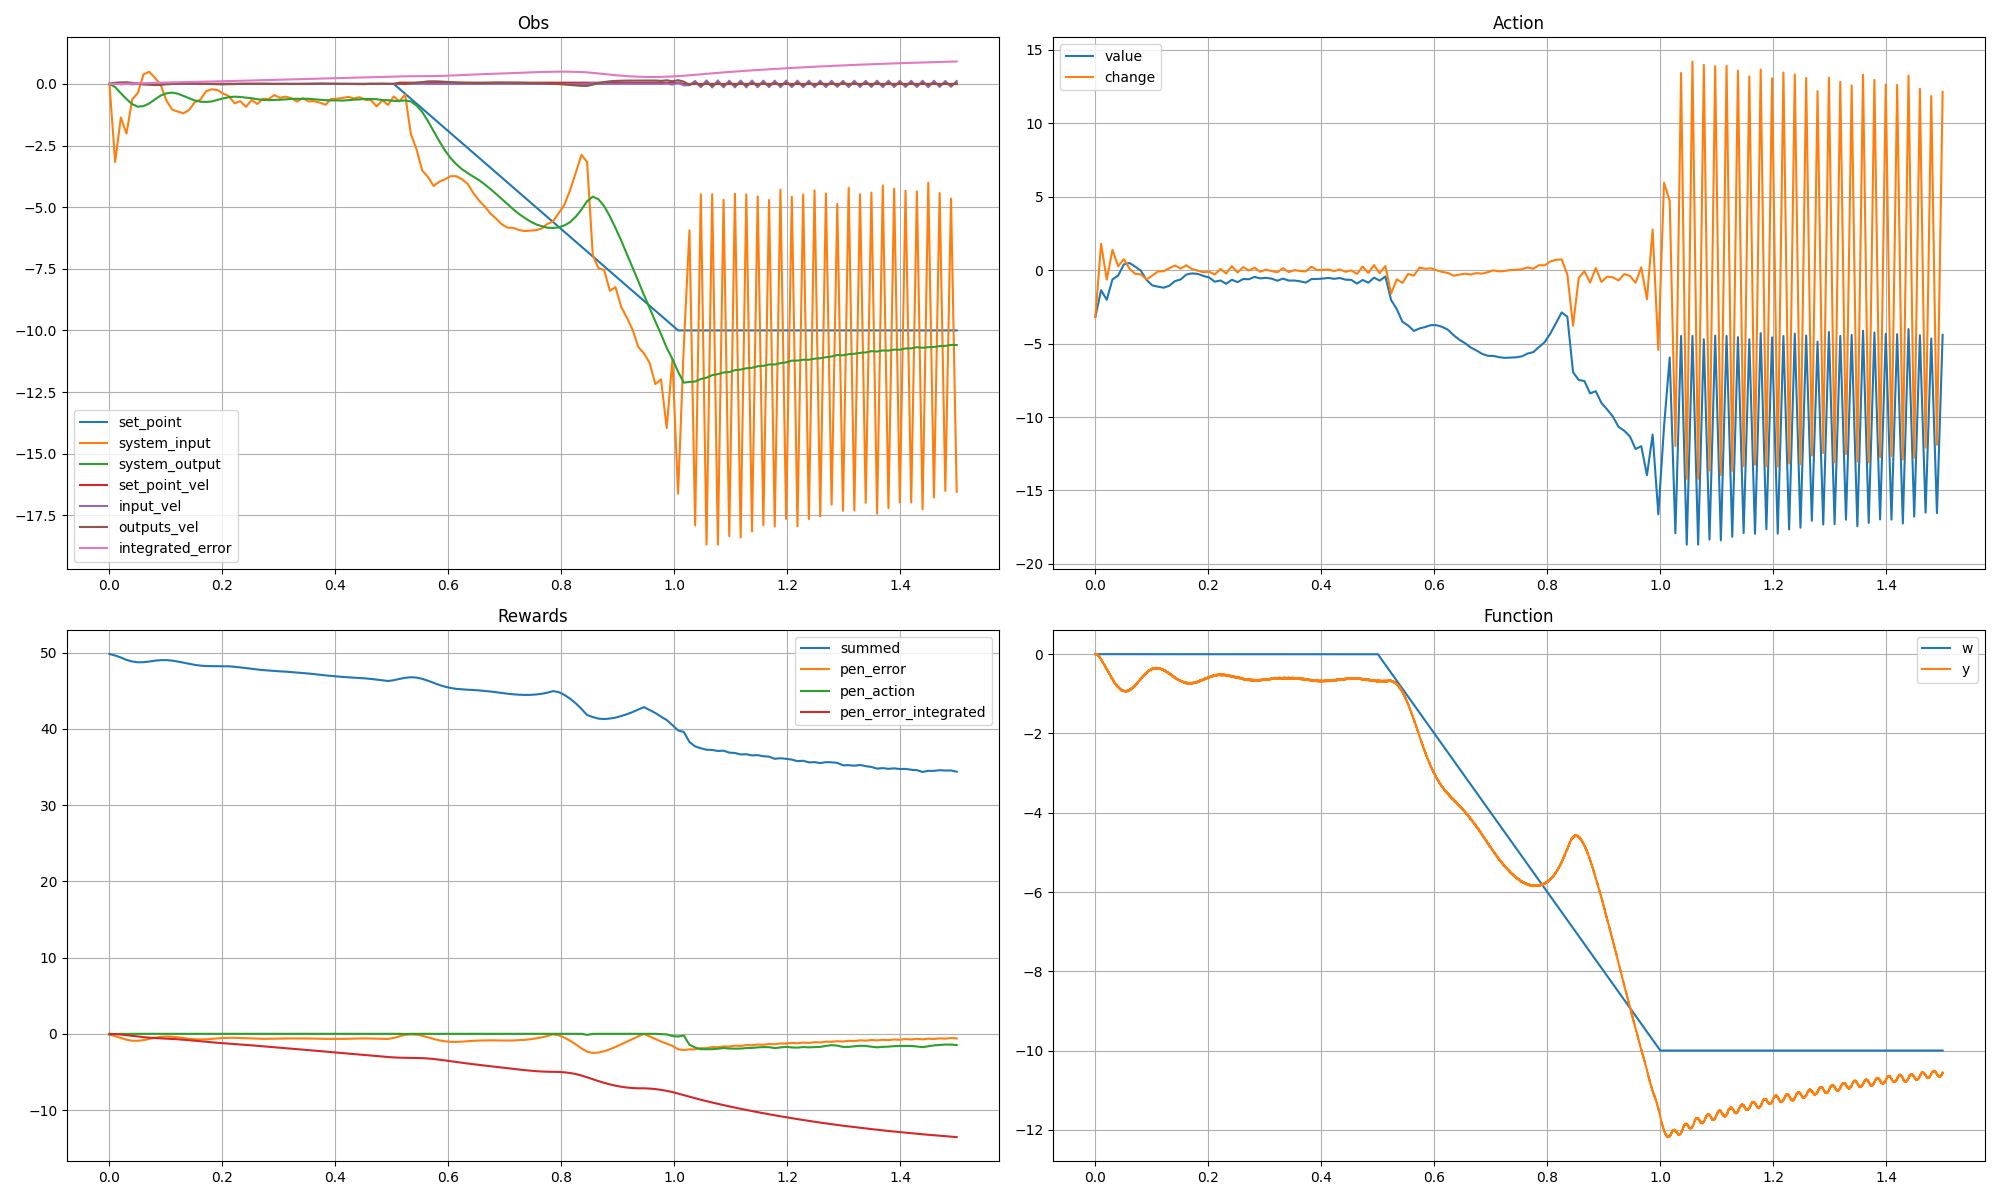 Obs
0.0
−2.5
−5.0
−7.5
−10.0
−12.5
−15.0
−17.5
set_point
system_input
system_output
set_point_vel
input_vel
outputs_vel
integrated_error
0.0 0.2 0.4 0.6 0.8 1.0 1.2 1.4
Action
15
10
5
0
−5
−10
−15
−20
value
change
0.0 0.2 0.4 0.6 0.8 1.0 1.2 1.4
Rewards
50
40
30
20
10
0
−10
summed
pen_error
pen_action
pen_error_integrated
0.0 0.2 0.4 0.6 0.8 1.0 1.2 1.4
Function
0
−2
−4
−6
−8
−10
−12
w
y
0.0 0.2 0.4 0.6 0.8 1.0 1.2 1.4